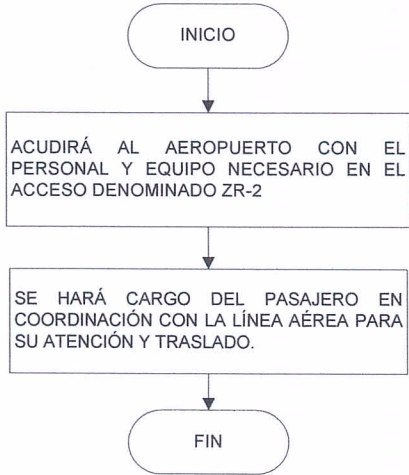 INICIO
ACUDIRÁ AL AEROPUERTO CON EL
PERSONAL Y EQUIPO NECESARIO EN EL
ACCESO DENOMINADO ZR-2
SE HARÁ CARGO DEL PASAJERO EN
COORDINACIÓN CON LA LÍNEA AÉREA PARA
SU ATENCIÓN Y TRASLADO.
FIN